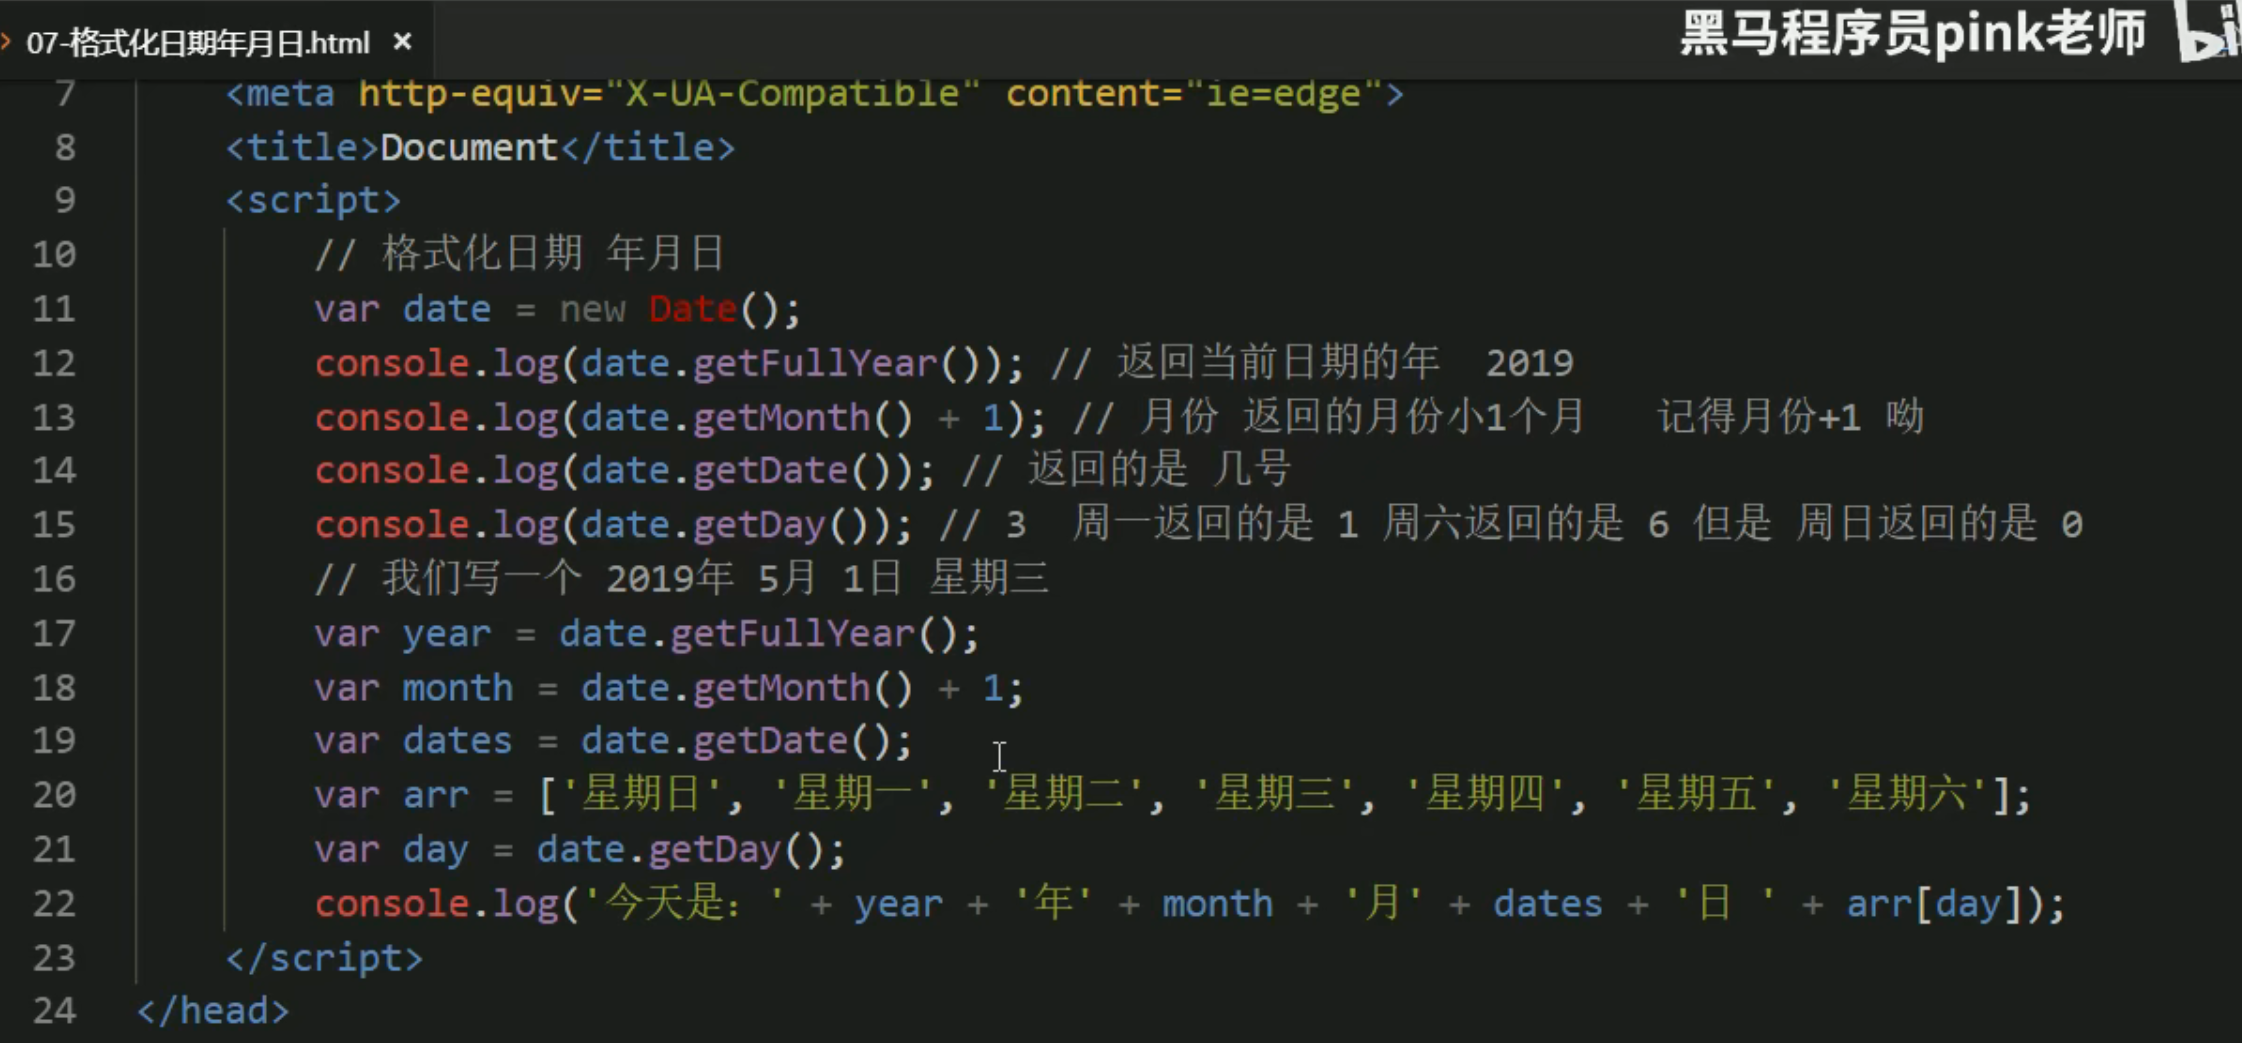 07-格式化日期年月日.html ×
黑马程序员pink老师
7 <meta http-equiv="X-UA-Compatible" content="ie=edge">
8 <title>Document</title>
9 <script>
10 // 格式化日期 年月日
11 var date = new Date();
12 console.log(date.getFullYear()); // 返回当前日期的年  2019
13 console.log(date.getMonth() + 1); // 月份 返回的月份小1个月   记得月份+1 呦
14 console.log(date.getDate()); // 返回的是 几号
15 console.log(date.getDay()); // 3  周一返回的是 1 周六返回的是 6 但是 周日返回的是 0
16 // 我们写一个 2019年 5月 1日 星期三
17 var year = date.getFullYear();
18 var month = date.getMonth() + 1;
19 var dates = date.getDate();
20 var arr = ['星期日', '星期一', '星期二', '星期三', '星期四', '星期五', '星期六'];
21 var day = date.getDay();
22 console.log('今天是：' + year + '年' + month + '月' + dates + '日 ' + arr[day]);
23 </script>
24 </head>